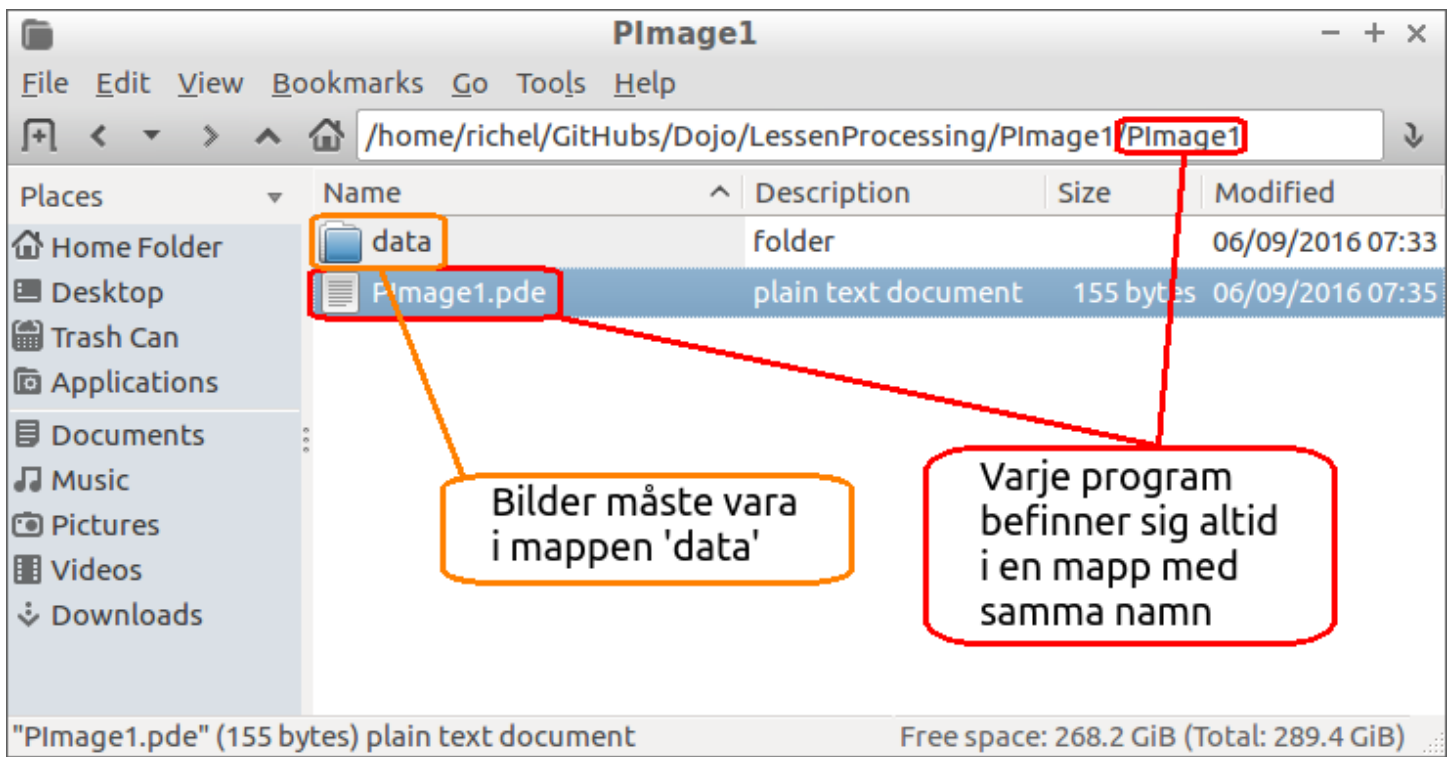 PImage1
File Edit View Bookmarks Go Tools Help
/home/richel/GitHubs/Dojo/LessenProcessing/PImage1/PImage1
Places Name Description Size Modified
Home Folder data folder 06/09/2016 07:33
Desktop PImage1.pde plain text document 155 bytes 06/09/2016 07:35
Trash Can
Applications
Documents
Music
Pictures
Videos
Downloads
Bilder måste vara
i mappen 'data'
Varje program
befinner sig altid
i en mapp med
samma namn
"PImage1.pde" (155 bytes) plain text document Free space: 268.2 GiB (Total: 289.4 GiB)